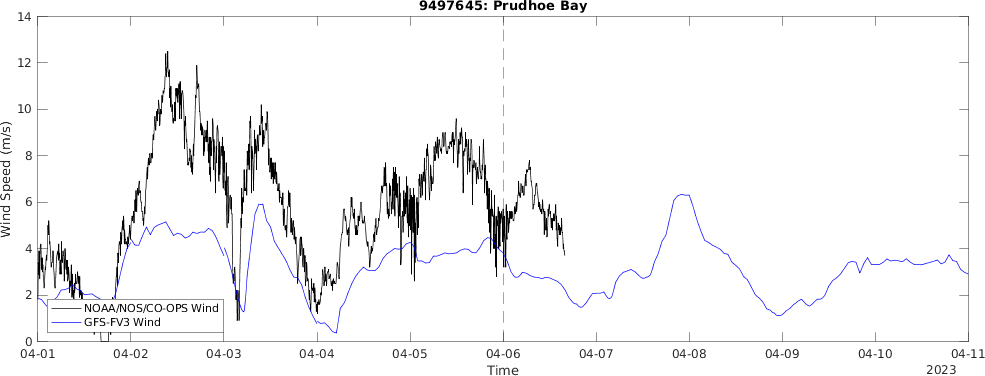 9497645: Prudhoe Bay
14
12
10
8
6
4
2
0
Wind Speed (m/s)
NOAA/NOS/CO-OPS Wind
GFS-FV3 Wind
04-01 04-02 04-03 04-04 04-05 04-06 04-07 04-08 04-09 04-10 04-11
Time
2023